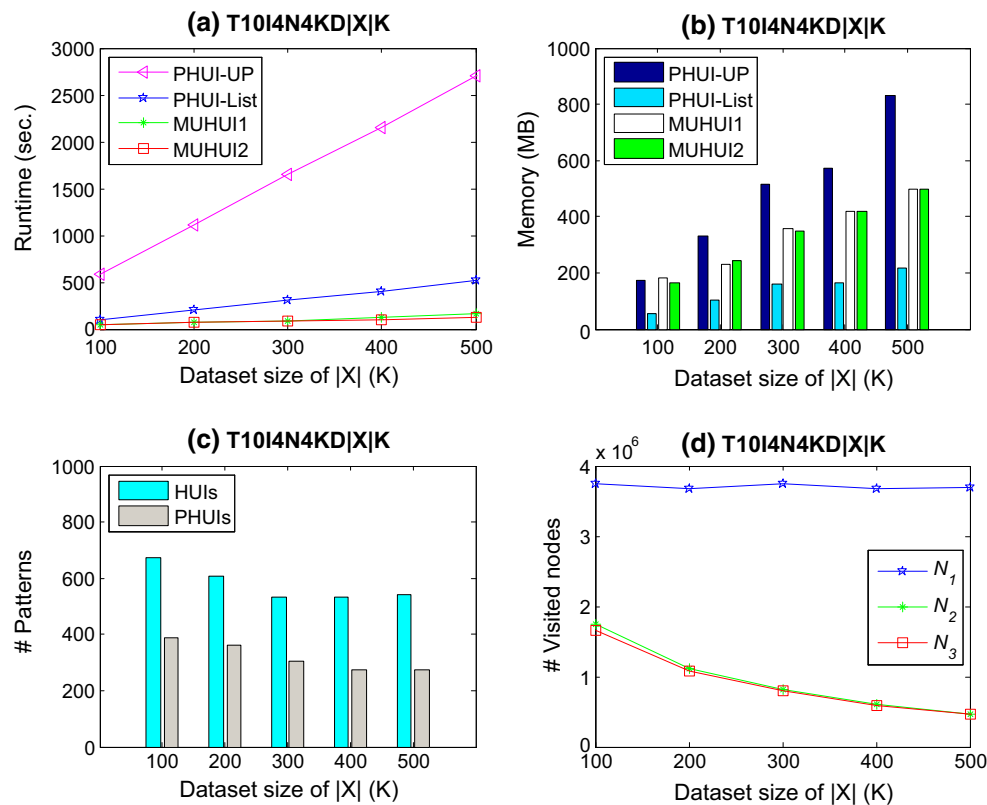 (a) T10I4N4KD|X|K
3000
2500
2000
1500
1000
500
0
Runtime (sec.)
PHUI-UP
PHUI-List
MUHUI1
MUHUI2
100 200 300 400 500
Dataset size of |X| (K)
(b) T10I4N4KD|X|K
1000
800
600
400
200
0
Memory (MB)
PHUI-UP
PHUI-List
MUHUI1
MUHUI2
100 200 300 400 500
Dataset size of |X| (K)
(c) T10I4N4KD|X|K
1000
800
600
400
200
0
# Patterns
HUIs
PHUIs
100 200 300 400 500
Dataset size of |X| (K)
(d) T10I4N4KD|X|K
x 10^6
4
3
2
1
0
# Visited nodes
N_1
N_2
N_3
100 200 300 400 500
Dataset size of |X| (K)